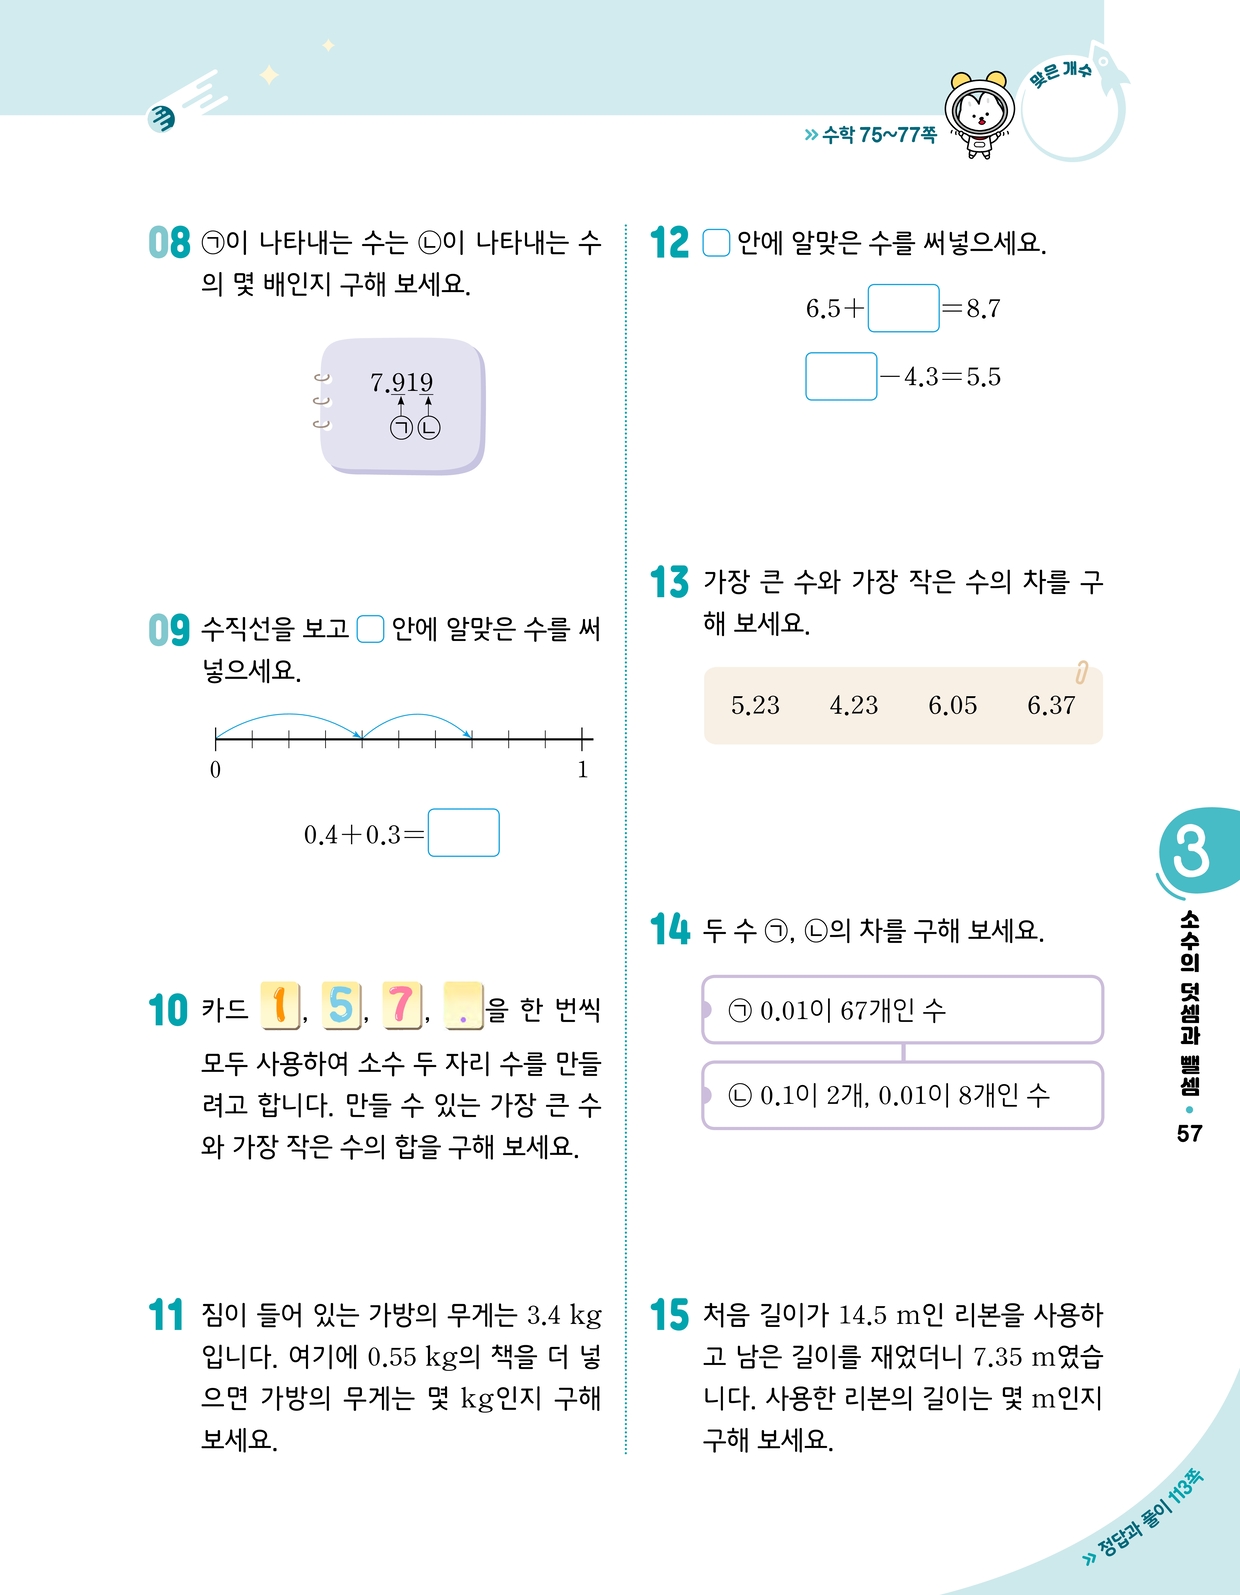 맞은 개수
» 수학 75~77쪽
08 ㉠이 나타내는 수는 ㉡이 나타내는 수
의 몇 배인지 구해 보세요.
7.919
㉠ ㉡
09 수직선을 보고 □ 안에 알맞은 수를 써
넣으세요.
0 1
0.4+0.3=□
10 카드 1, 5, 7, .을 한 번씩
모두 사용하여 소수 두 자리 수를 만들
려고 합니다. 만들 수 있는 가장 큰 수
와 가장 작은 수의 합을 구해 보세요.
11 짐이 들어 있는 가방의 무게는 3.4 kg
입니다. 여기에 0.55 kg의 책을 더 넣
으면 가방의 무게는 몇 kg인지 구해
보세요.
12 □ 안에 알맞은 수를 써넣으세요.
6.5+□=8.7
□-4.3=5.5
13 가장 큰 수와 가장 작은 수의 차를 구
해 보세요.
5.23 4.23 6.05 6.37
14 두 수 ㉠, ㉡의 차를 구해 보세요.
㉠ 0.01이 67개인 수
㉡ 0.1이 2개, 0.01이 8개인 수
15 처음 길이가 14.5 m인 리본을 사용하
고 남은 길이를 재었더니 7.35 m였습
니다. 사용한 리본의 길이는 몇 m인지
구해 보세요.
3
소수의 덧셈과 뺄셈 • 57
» 정답과 풀이 113쪽